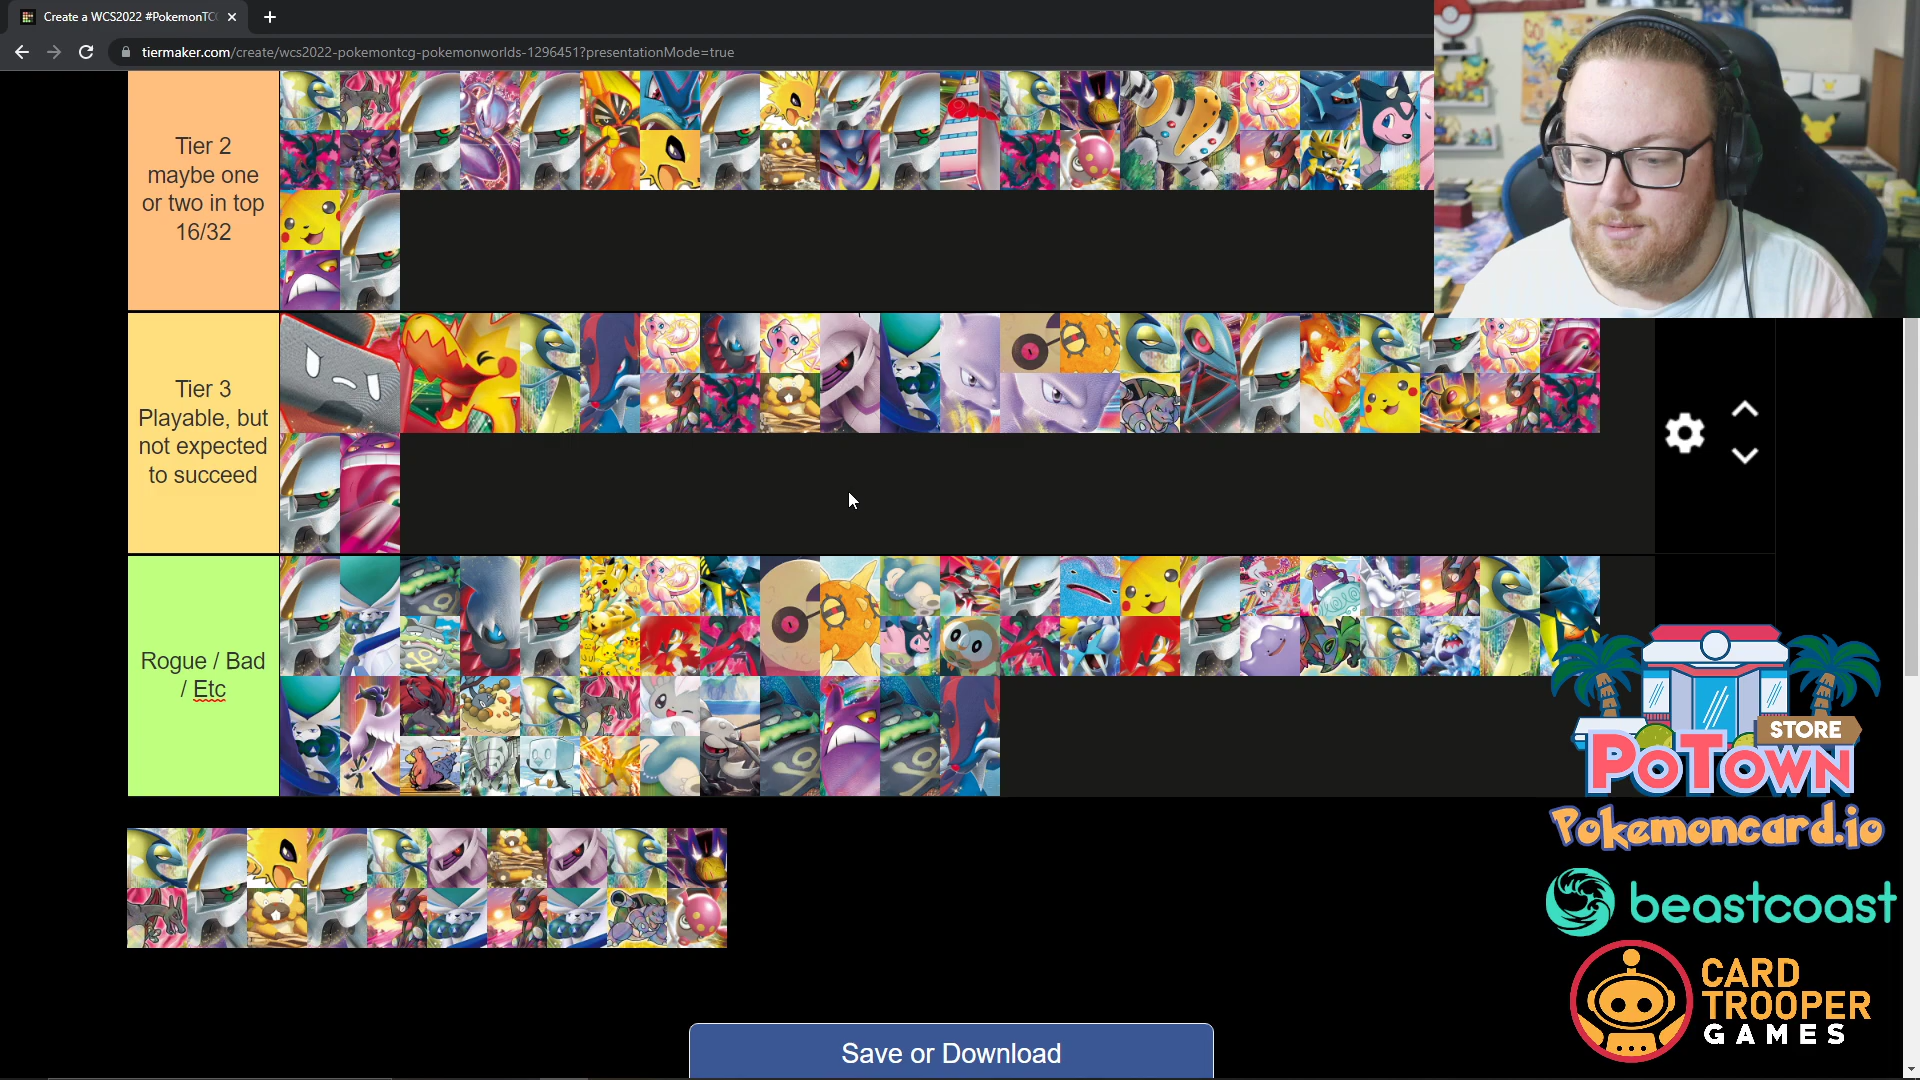 Create a WCS2022 #PokemonTC
tiermaker.com/create/wcs2022-pokemontcg-pokemonworlds-1296451?presentationMode=true
Tier 2
maybe one
or two in top
16/32
Tier 3
Playable, but
not expected
to succeed
Rogue / Bad
/ Etc
STORE
POTOWN
Pokemoncard.io
beastcoast
CARD
TROOPER
GAMES
Save or Download